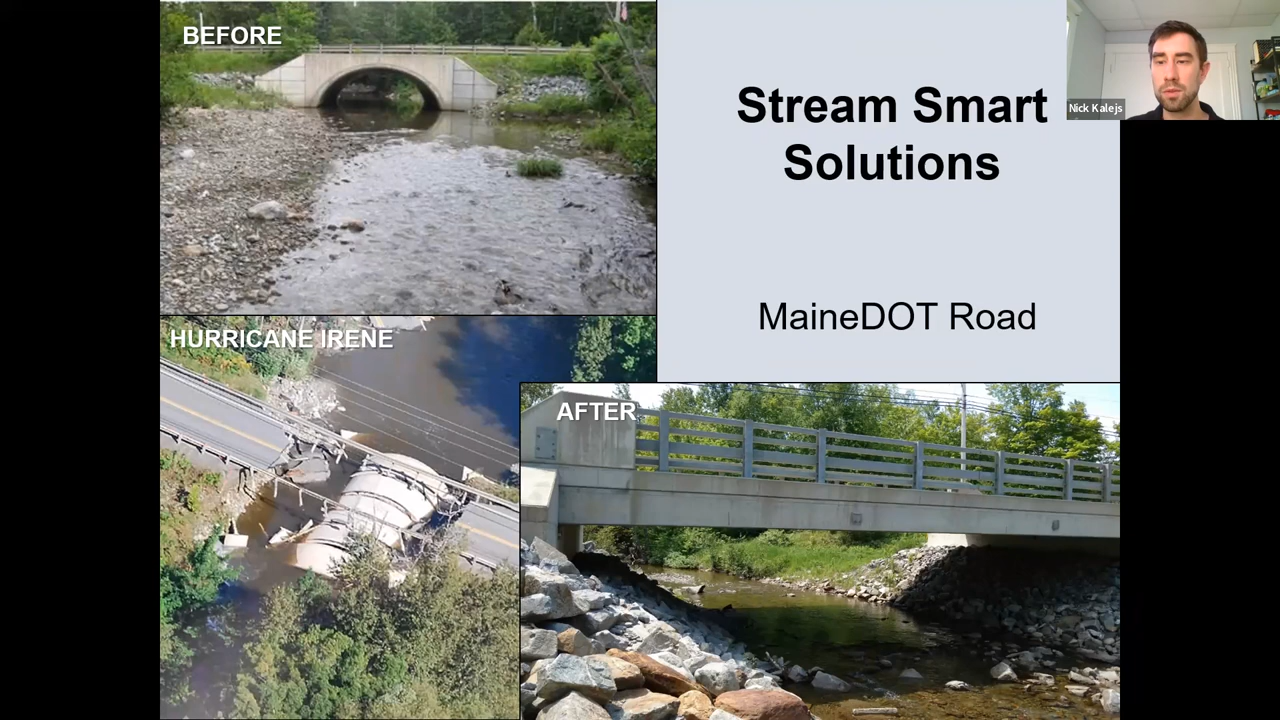 BEFORE
Stream Smart
Solutions
Nick Kalejs
MaineDOT Road
HURRICANE IRENE
AFTER